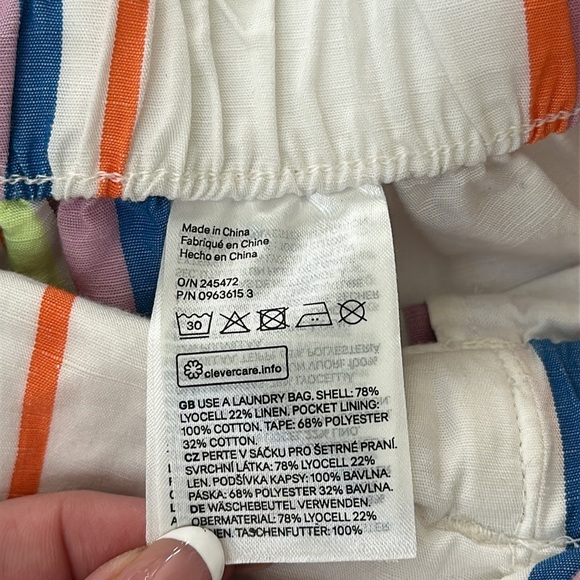 Made in China
Fabriqué en Chine
Hecho en China
O/N 245472
P/N 0963615 3
30
clevercare.info
GB USE A LAUNDRY BAG. SHELL: 78%
LYOCELL 22% LINEN. POCKET LINING:
100% COTTON. TAPE: 68% POLYESTER
32% COTTON.
CZ PERTE V SÁČKU PRO ŠETRNÉ PRANÍ.
SVRCHNÍ LÁTKA: 78% LYOCELL 22%
LEN. PODŠÍVKA KAPSY: 100% BAVLNA.
PÁSKA: 68% POLYESTER 32% BAVLNA.
DE WÄSCHEBEUTEL VERWENDEN.
OBERMATERIAL: 78% LYOCELL 22%
LEINEN. TASCHENFUTTER: 100%